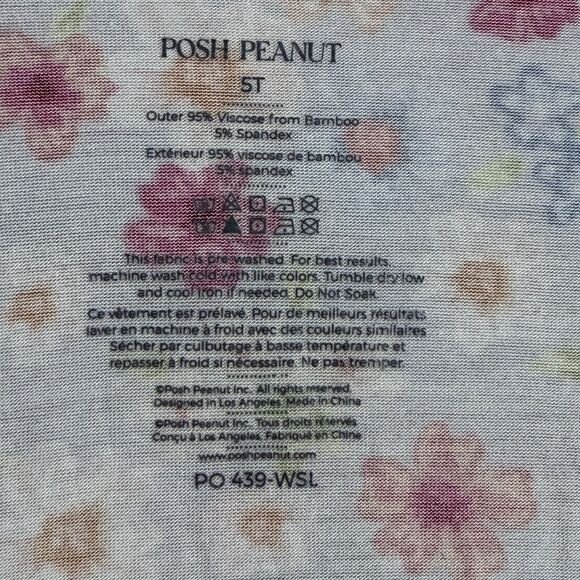 POSH PEANUT
5T
Outer 95% Viscose from Bamboo
5% Spandex
Extérieur 95% viscose de bambou
5% spandex
This fabric is pre-washed. For best results,
machine wash cold with like colors. Tumble dry low
and cool iron if needed. Do Not Soak.
Ce vêtement est prélavé. Pour de meilleurs résultats,
laver en machine à froid avec des couleurs similaires
Sécher par culbutage à basse température et
repasser à froid si nécessaire. Ne pas tremper.
©Posh Peanut Inc. All rights reserved.
Designed in Los Angeles. Made in China
©Posh Peanut Inc. Tous droits réservés
Conçu à Los Angeles. Fabriqué en Chine
www.poshpeanut.com
PO 439-WSL